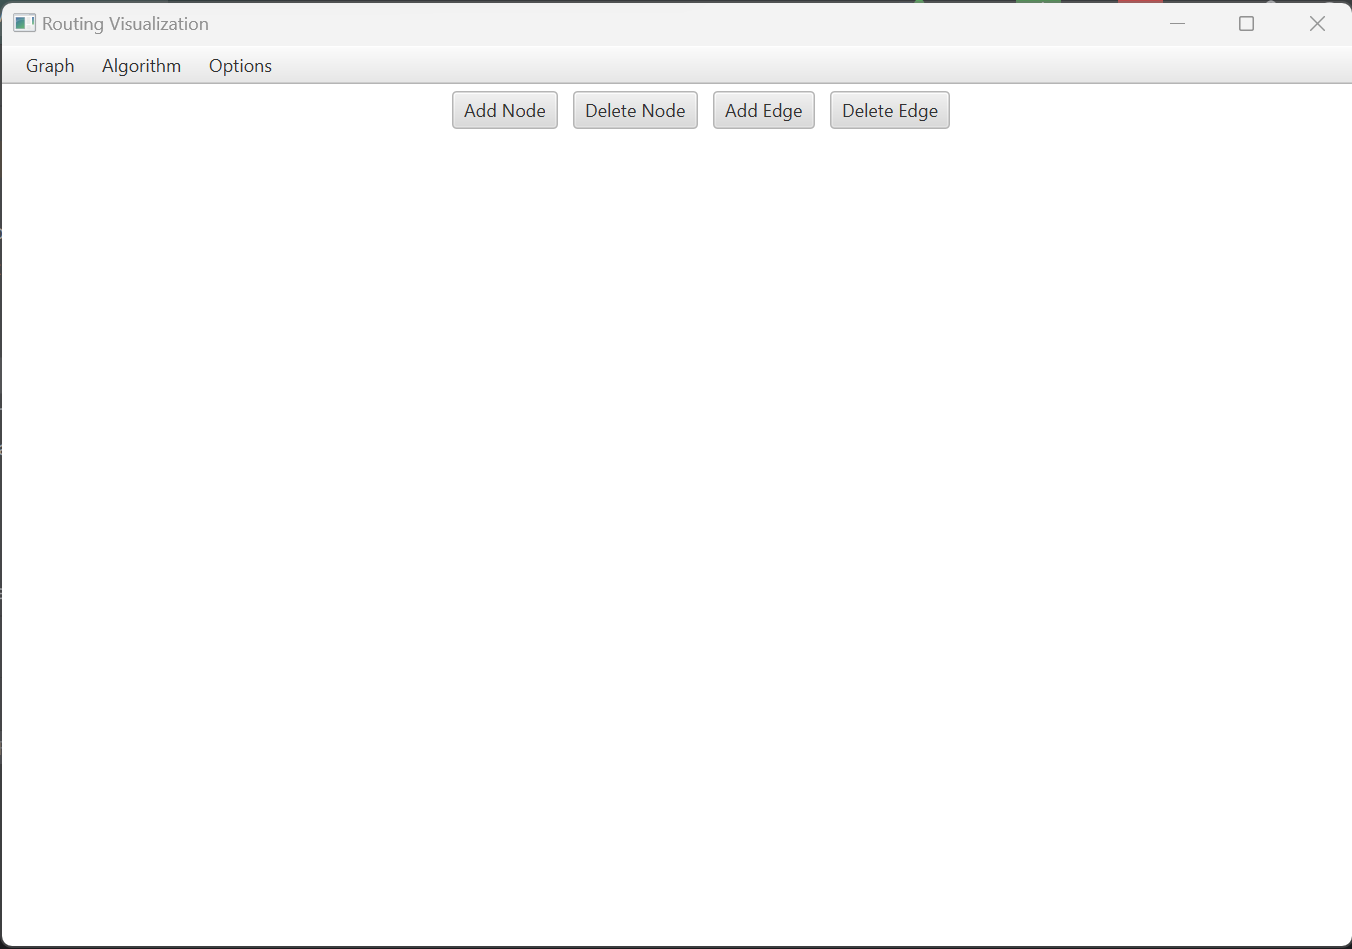 Routing Visualization
Graph Algorithm Options
Add Node Delete Node Add Edge Delete Edge